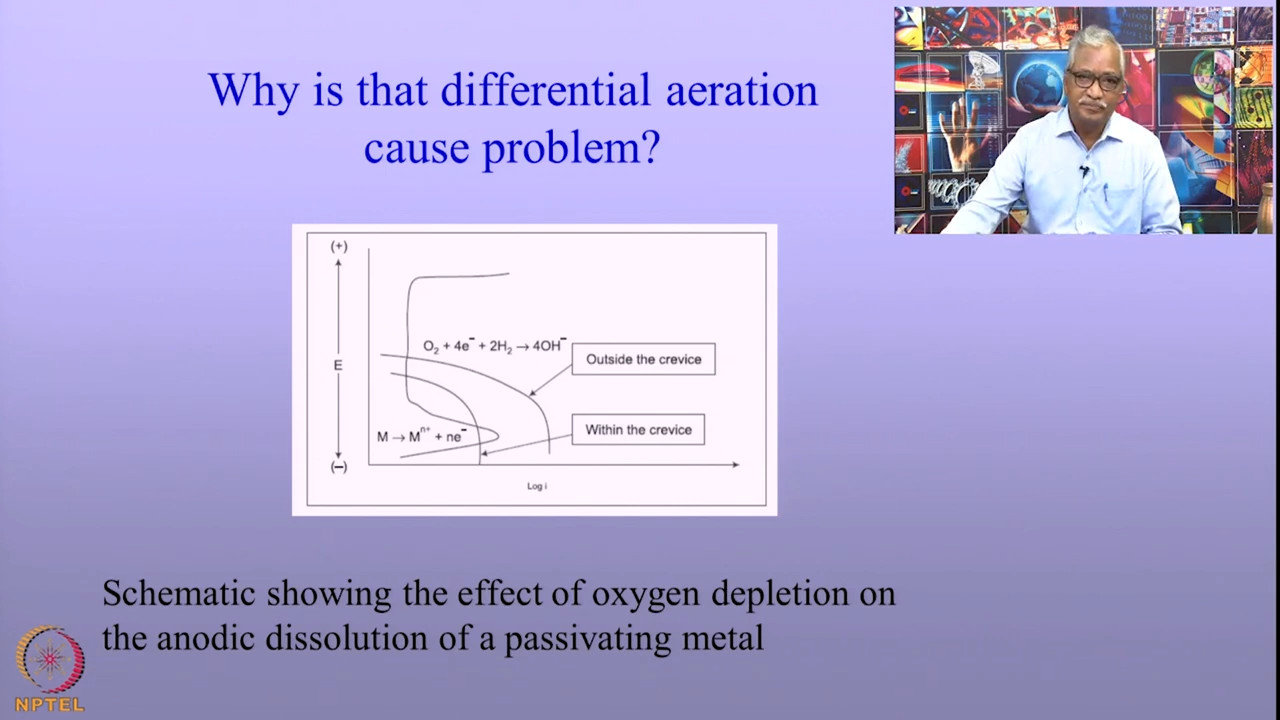 Why is that differential aeration
cause problem?
(+)
E
(–)
O₂ + 4e⁻ + 2H₂ → 4OH⁻
Outside the crevice
Within the crevice
M → Mⁿ⁺ + ne⁻
Log i
Schematic showing the effect of oxygen depletion on
the anodic dissolution of a passivating metal
NPTEL